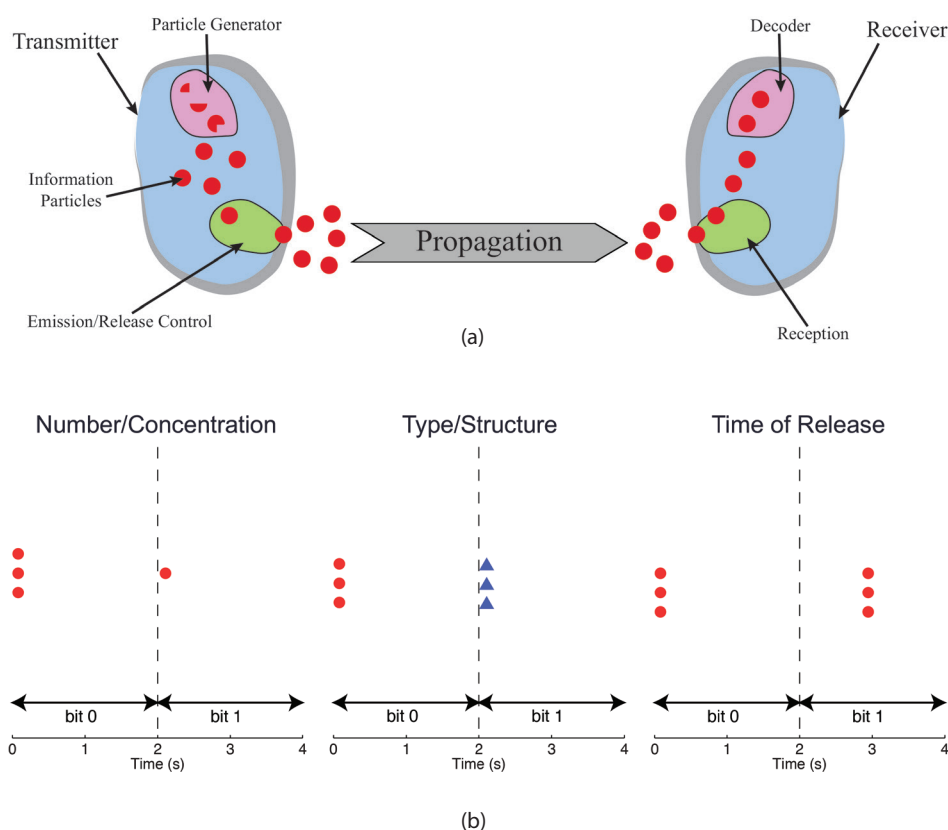 Particle Generator
Transmitter
Decoder
Receiver
Information
Particles
Propagation
Emission/Release Control
Reception
(a)
Number/Concentration
Type/Structure
Time of Release
bit 0
bit 1
bit 0
bit 1
bit 0
bit 1
0 1 2 3 4
0 1 2 3 4
0 1 2 3 4
Time (s)
Time (s)
Time (s)
(b)